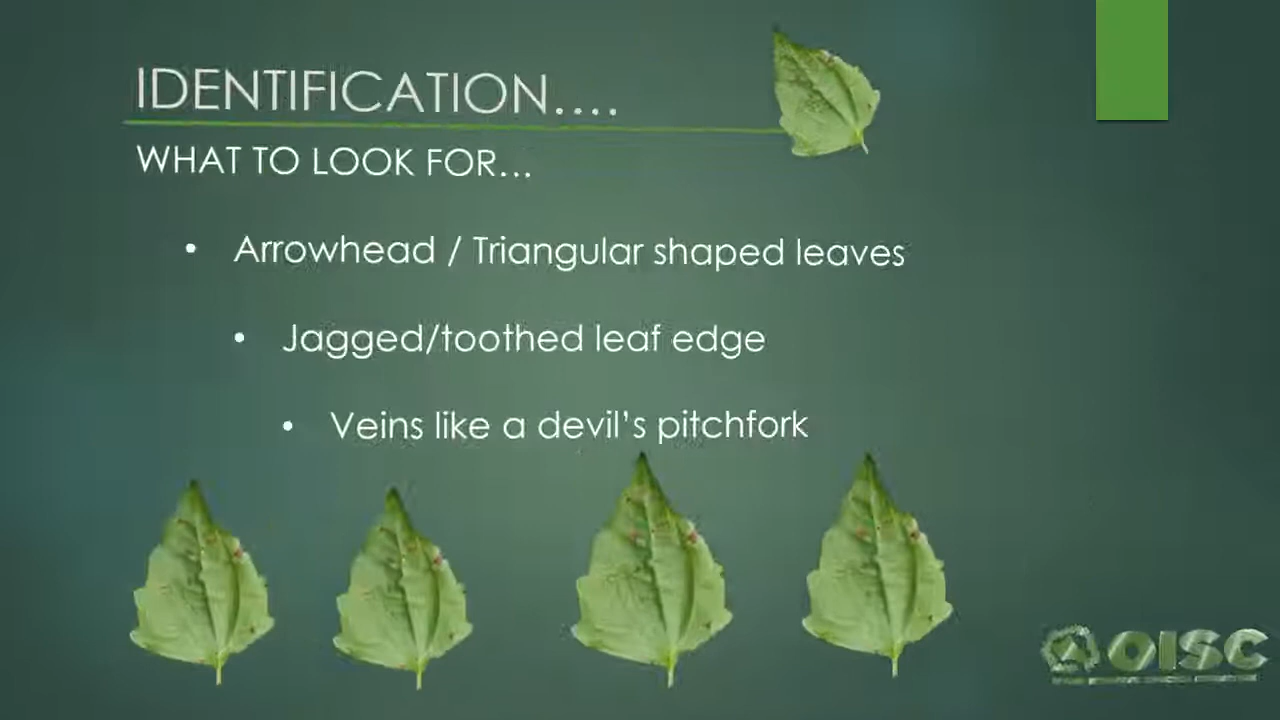 IDENTIFICATION....
WHAT TO LOOK FOR...
• Arrowhead / Triangular shaped leaves
• Jagged/toothed leaf edge
• Veins like a devil's pitchfork
OISC